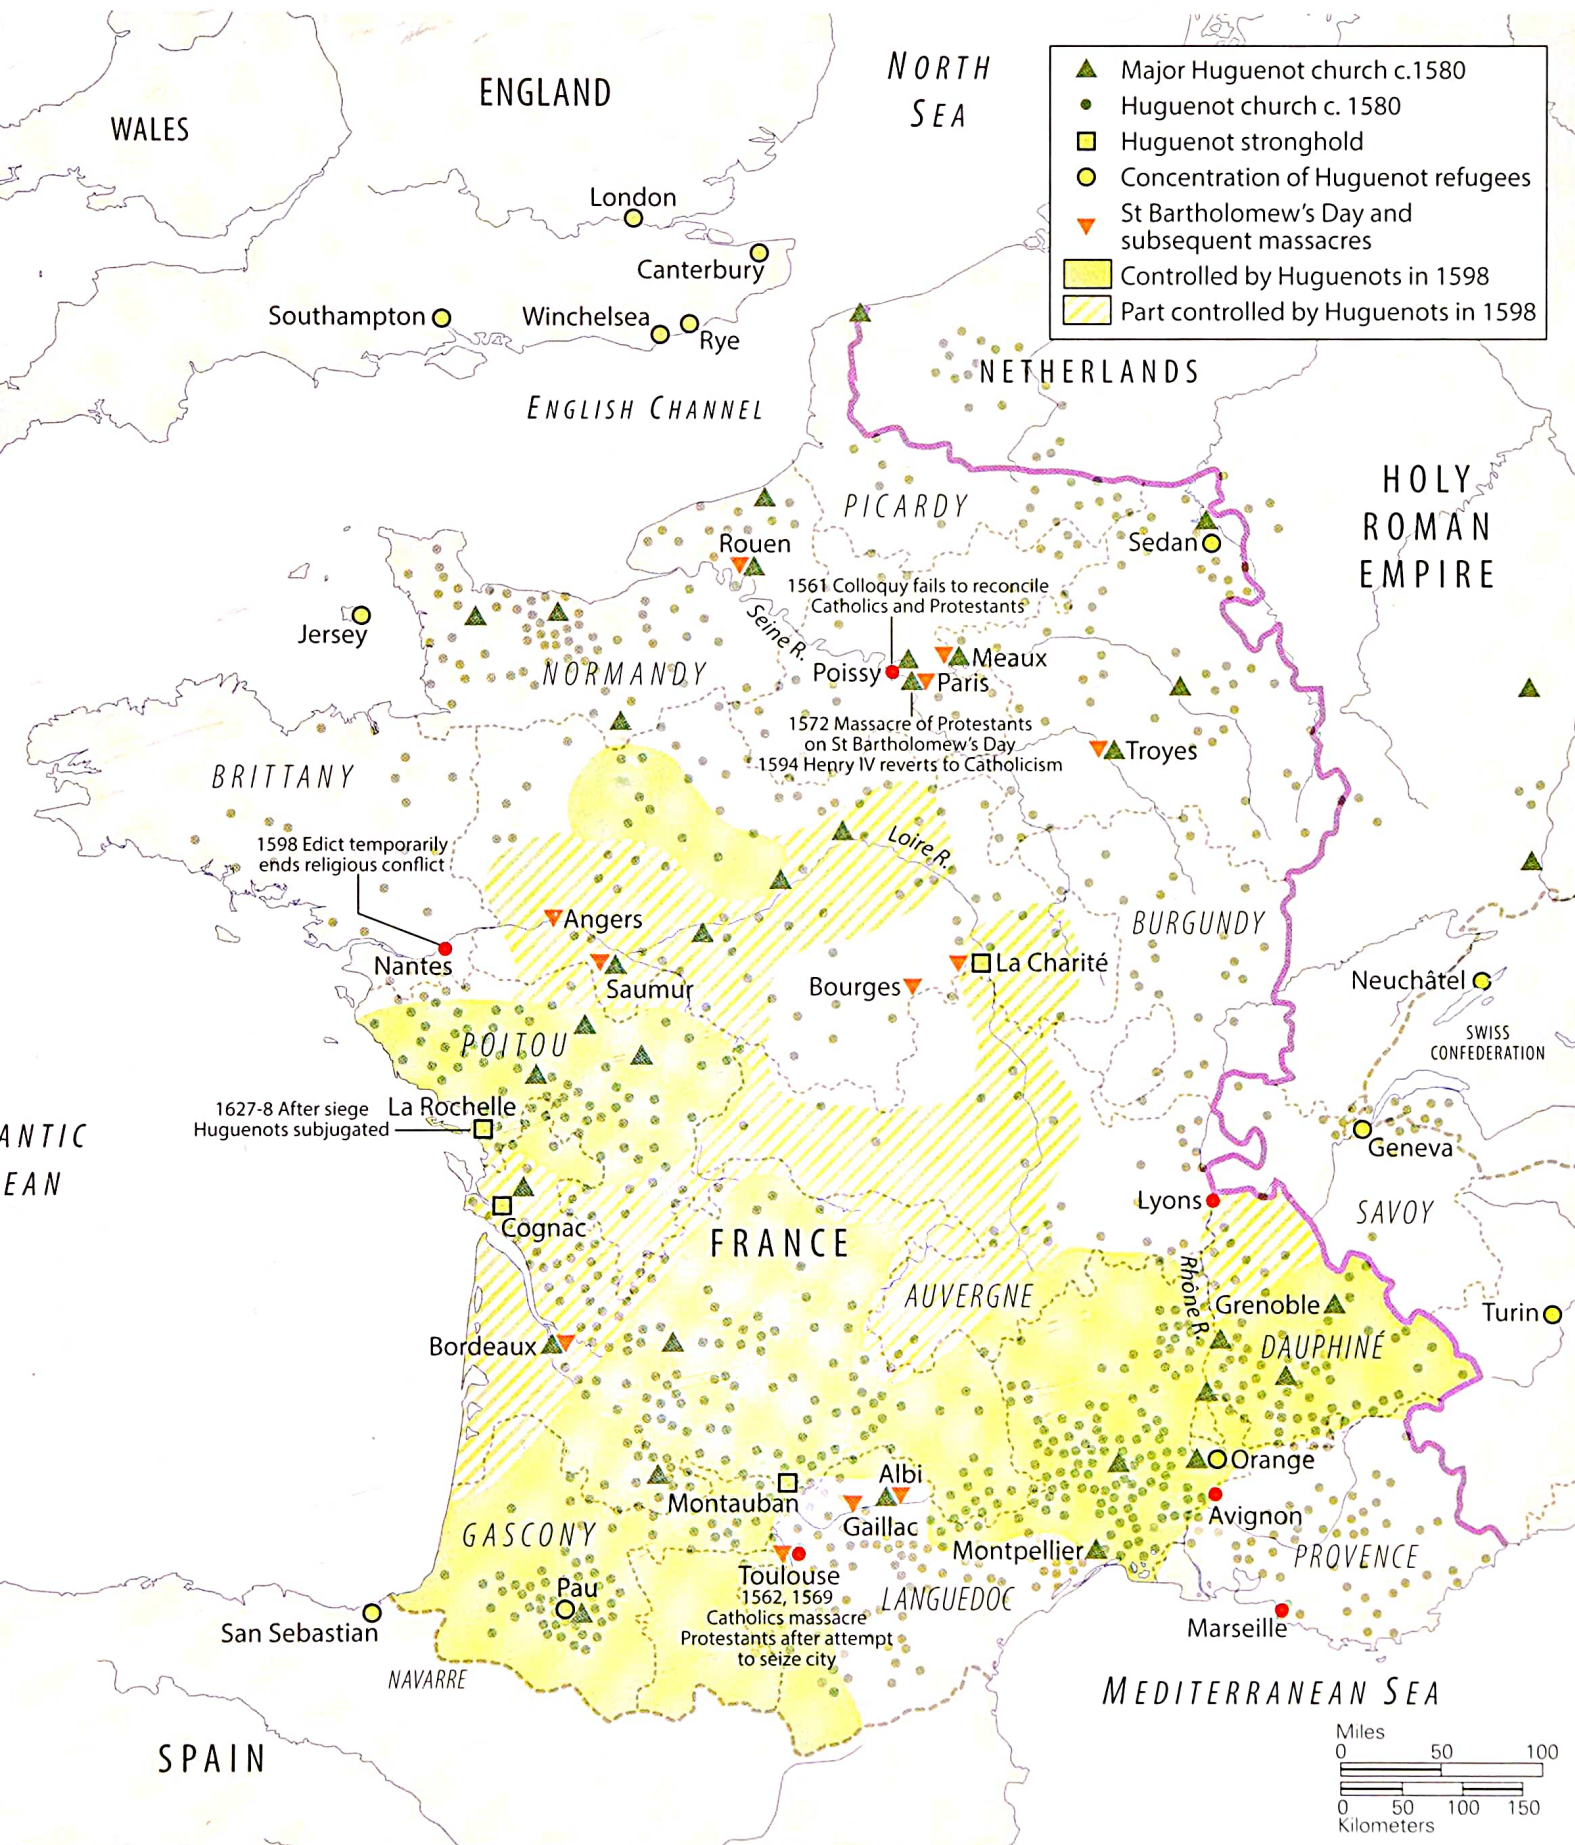 NORTH
SEA
ENGLAND
WALES
Major Huguenot church c.1580
Huguenot church c. 1580
Huguenot stronghold
Concentration of Huguenot refugees
St Bartholomew's Day and
subsequent massacres
Controlled by Huguenots in 1598
Part controlled by Huguenots in 1598
London
Canterbury
Southampton
Winchelsea
Rye
ENGLISH CHANNEL
NETHERLANDS
HOLY
ROMAN
EMPIRE
PICARDY
Rouen
Sedan
1561 Colloquy fails to reconcile
Catholics and Protestants
Jersey
Seine R.
NORMANDY
Poissy
Meaux
Paris
1572 Massacre of Protestants
on St Bartholomew's Day
1594 Henry IV reverts to Catholicism
Troyes
BRITTANY
1598 Edict temporarily
ends religious conflict
Loire R.
Angers
BURGUNDY
Nantes
Saumur
Bourges
La Charité
Neuchâtel
SWISS
CONFEDERATION
POITOU
1627-8 After siege
Huguenots subjugated
La Rochelle
ANTIC
EAN
Geneva
Lyons
SAVOY
Cognac
FRANCE
Rhône R.
AUVERGNE
Grenoble
Turin
Bordeaux
DAUPHINÉ
Orange
Albi
Montauban
Gaillac
Avignon
GASCONY
Montpellier
PROVENCE
Pau
Toulouse
1562, 1569
Catholics massacre
Protestants after attempt
to seize city
LANGUEDOC
San Sebastian
Marseille
NAVARRE
MEDITERRANEAN SEA
SPAIN
Miles
0 50 100
0 50 100 150
Kilometers